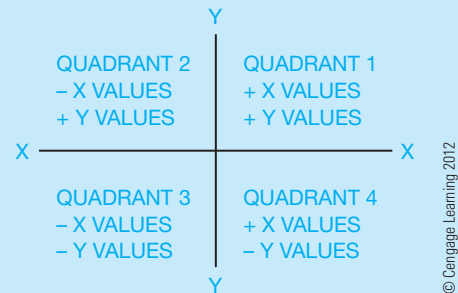 Y
QUADRANT 2
– X VALUES
+ Y VALUES
QUADRANT 1
+ X VALUES
+ Y VALUES
X
X
QUADRANT 3
– X VALUES
– Y VALUES
QUADRANT 4
+ X VALUES
– Y VALUES
Y
© Cengage Learning 2012